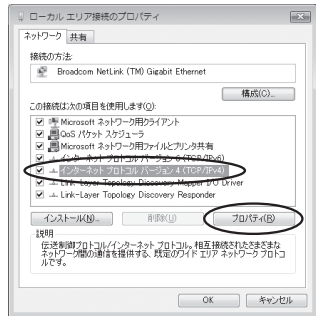 ローカル エリア接続のプロパティ
ネットワーク 共有
接続の方法:
Broadcom NetLink (TM) Gigabit Ethernet
構成(C)...
この接続は次の項目を使用します(O):
Microsoft ネットワーク用クライアント
QoS パケット スケジューラ
Microsoft ネットワーク用ファイルとプリンタ共有
インターネット プロトコル バージョン 6 (TCP/IPv6)
インターネット プロトコル バージョン 4 (TCP/IPv4)
Link-Layer Topology Discovery Mapper I/O Driver
Link-Layer Topology Discovery Responder
インストール(N)... 削除(U) プロパティ(R)
説明
伝送制御プロトコル/インターネット プロトコル。相互接続されたさまざまな
ネットワーク間の通信を提供する、既定のワイド エリア ネットワーク プロトコ
ルです。
OK キャンセル